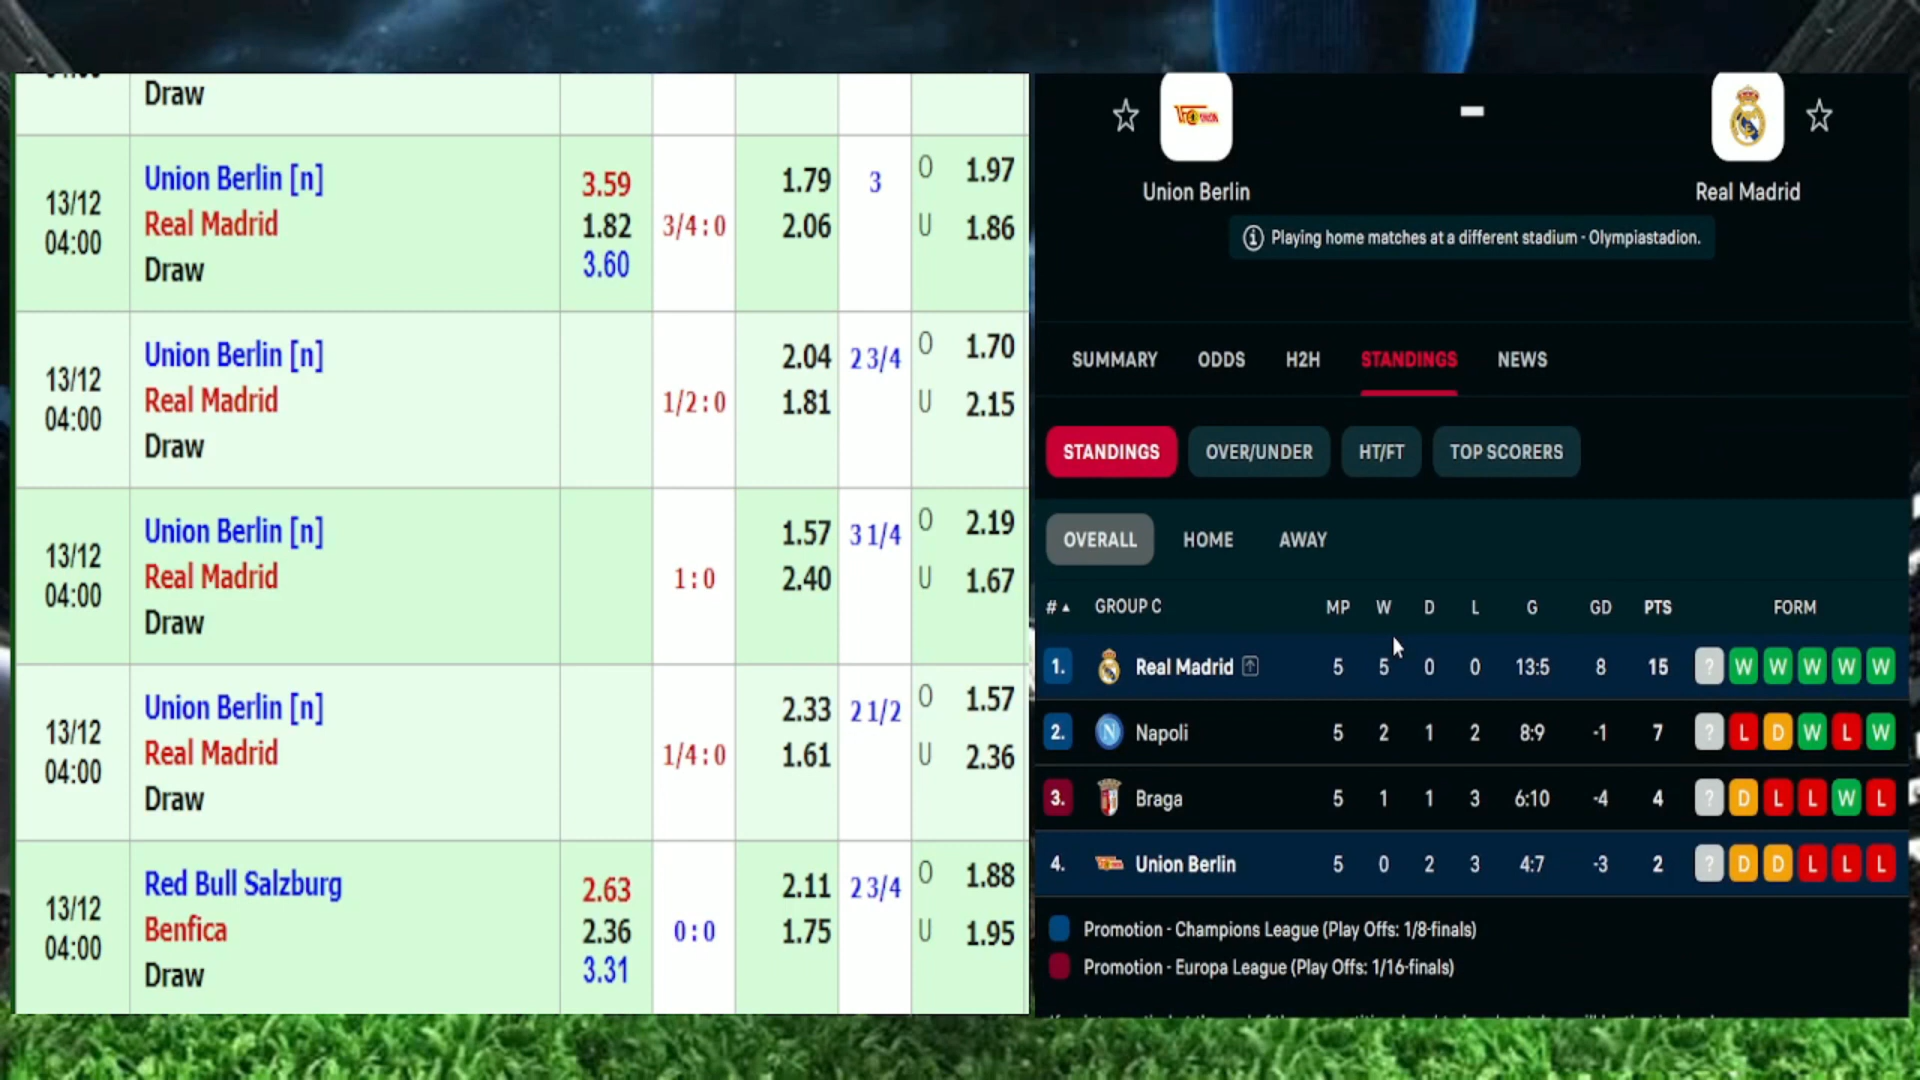 Draw
13/12
04:00
Union Berlin [n]
Real Madrid
Draw
3.59
1.82
3.60
3/4 : 0
1.79
2.06
3
O 1.97
U 1.86
13/12
04:00
Union Berlin [n]
Real Madrid
Draw
1/2 : 0
2.04
1.81
2 3/4
O 1.70
U 2.15
13/12
04:00
Union Berlin [n]
Real Madrid
Draw
1 : 0
1.57
2.40
3 1/4
O 2.19
U 1.67
13/12
04:00
Union Berlin [n]
Real Madrid
Draw
1/4 : 0
2.33
1.61
2 1/2
O 1.57
U 2.36
13/12
04:00
Red Bull Salzburg
Benfica
Draw
2.63
2.36
3.31
0 : 0
2.11
1.75
2 3/4
O 1.88
U 1.95
-
Union Berlin Real Madrid
Playing home matches at a different stadium - Olympiastadion.
SUMMARY ODDS H2H STANDINGS NEWS
STANDINGS OVER/UNDER HT/FT TOP SCORERS
OVERALL HOME AWAY
# GROUP C MP W D L G GD PTS FORM
1. Real Madrid 5 5 0 0 13:5 8 15 ? W W W W W
2. Napoli 5 2 1 2 8:9 -1 7 ? L D W L W
3. Braga 5 1 1 3 6:10 -4 4 ? D L L W L
4. Union Berlin 5 0 2 3 4:7 -3 2 ? D D L L L
Promotion - Champions League (Play Offs: 1/8-finals)
Promotion - Europa League (Play Offs: 1/16-finals)